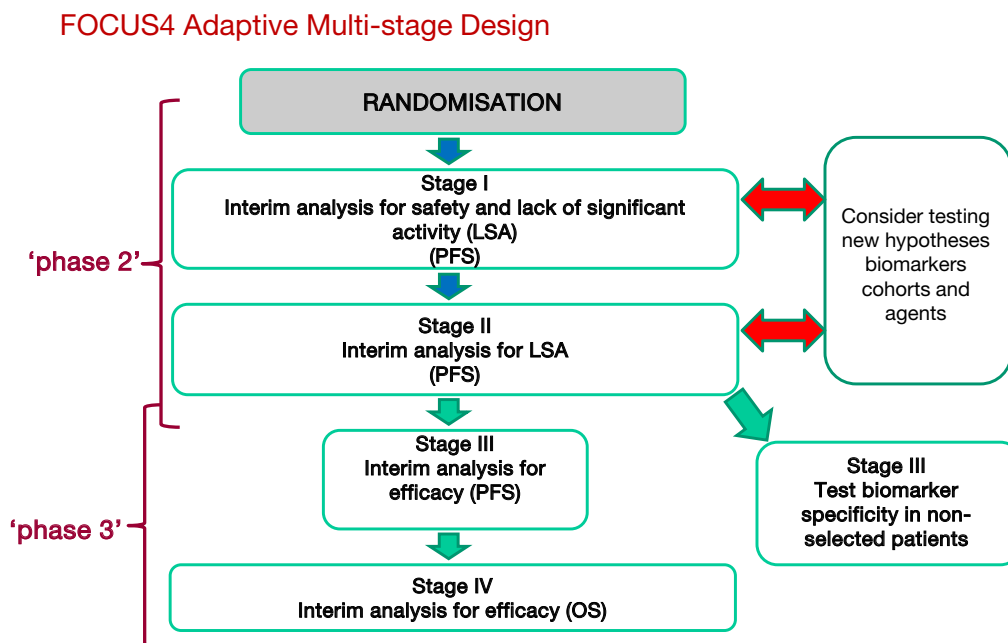 FOCUS4 Adaptive Multi-stage Design
RANDOMISATION
Stage I
Interim analysis for safety and lack of significant
activity (LSA)
(PFS)
Consider testing
new hypotheses
biomarkers
cohorts and
agents
'phase 2'
Stage II
Interim analysis for LSA
(PFS)
Stage III
Interim analysis for
efficacy (PFS)
Stage III
Test biomarker
specificity in non-
selected patients
'phase 3'
Stage IV
Interim analysis for efficacy (OS)